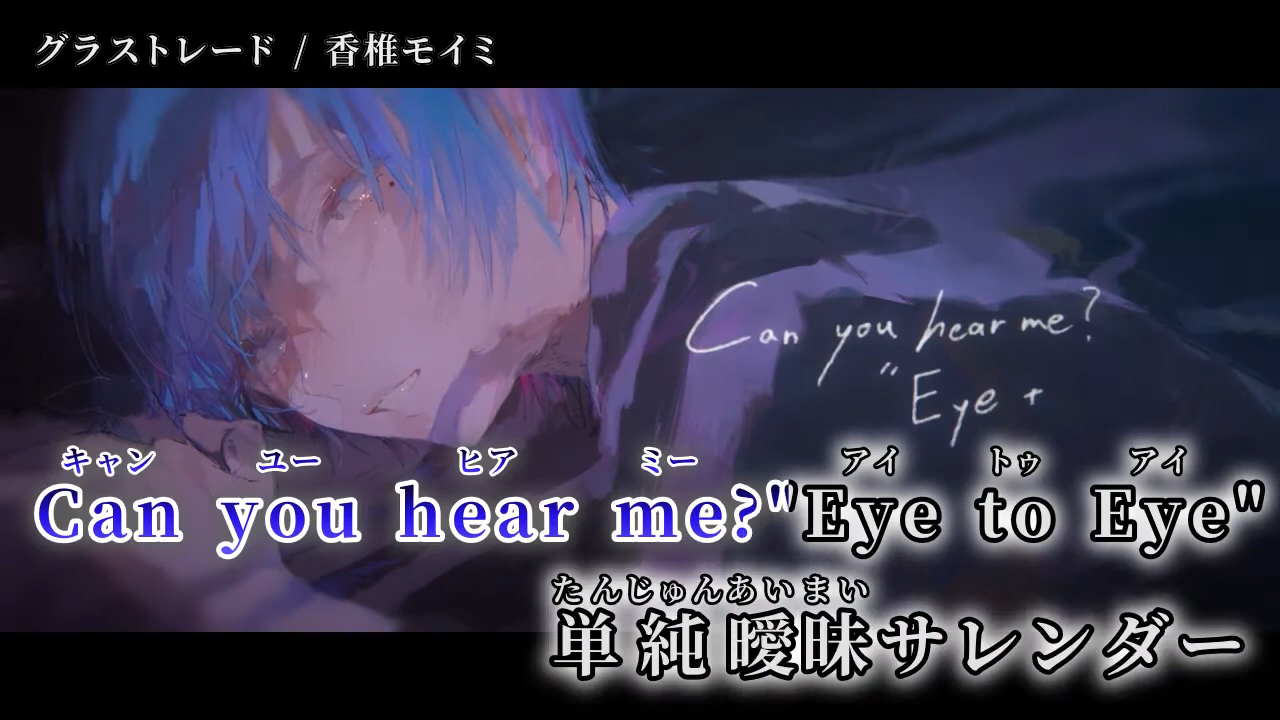 グラストレード / 香椎モイミ
Can you hear me?
"Eye t
キャン ユー ヒア ミー アイ トゥ アイ
Can you hear me?"Eye to Eye"
たんじゅんあいまい
単純曖昧サレンダー